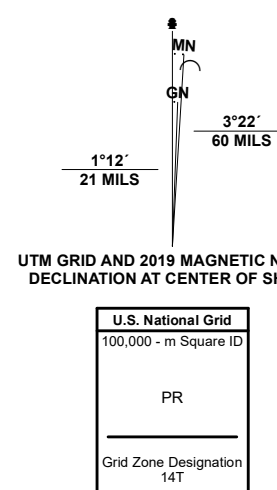 MN
GN
3°22´
60 MILS
1°12´
21 MILS
UTM GRID AND 2019 MAGNETIC
DECLINATION AT CENTER OF
U.S. National Grid
100,000 - m Square ID
PR
Grid Zone Designation
14T